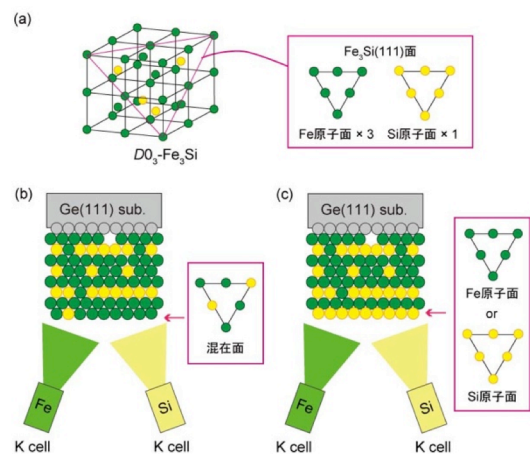 (a)
Fe₃Si(111)面
Fe原子面 × 3 Si原子面 × 1
D0₃-Fe₃Si
(b)
Ge(111) sub.
混在面
Fe
Si
K cell K cell
(c)
Ge(111) sub.
Fe原子面
or
Si原子面
Fe
Si
K cell K cell